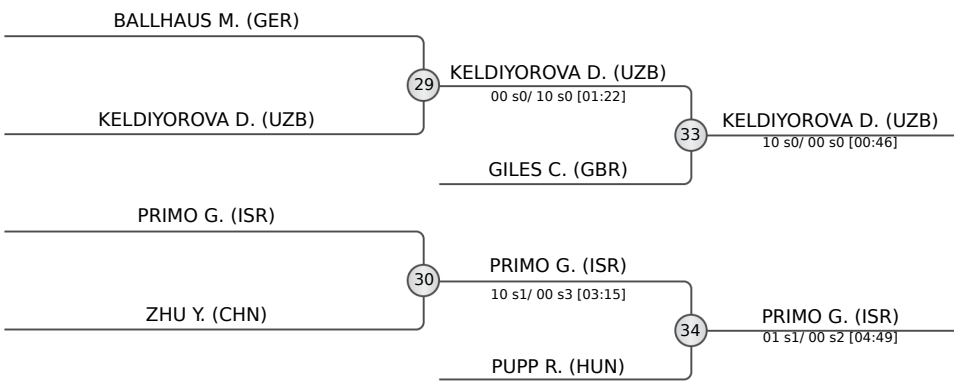 BALLHAUS M. (GER)
29
KELDIYOROVA D. (UZB)
KELDIYOROVA D. (UZB)
00 s0/ 10 s0 [01:22]
33
KELDIYOROVA D. (UZB)
10 s0/ 00 s0 [00:46]
GILES C. (GBR)
PRIMO G. (ISR)
30
ZHU Y. (CHN)
PRIMO G. (ISR)
10 s1/ 00 s3 [03:15]
34
PRIMO G. (ISR)
01 s1/ 00 s2 [04:49]
PUPP R. (HUN)